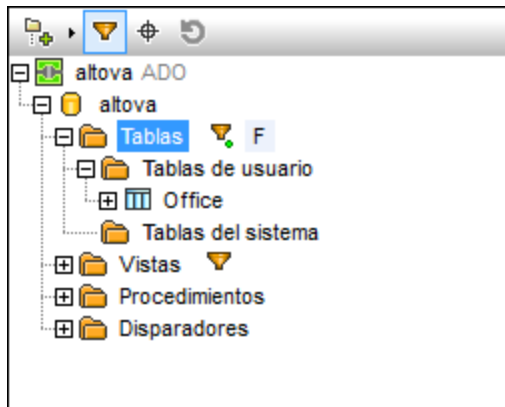 altova ADO
altova
Tablas F
Tablas de usuario
Office
Tablas del sistema
Vistas
Procedimientos
Disparadores